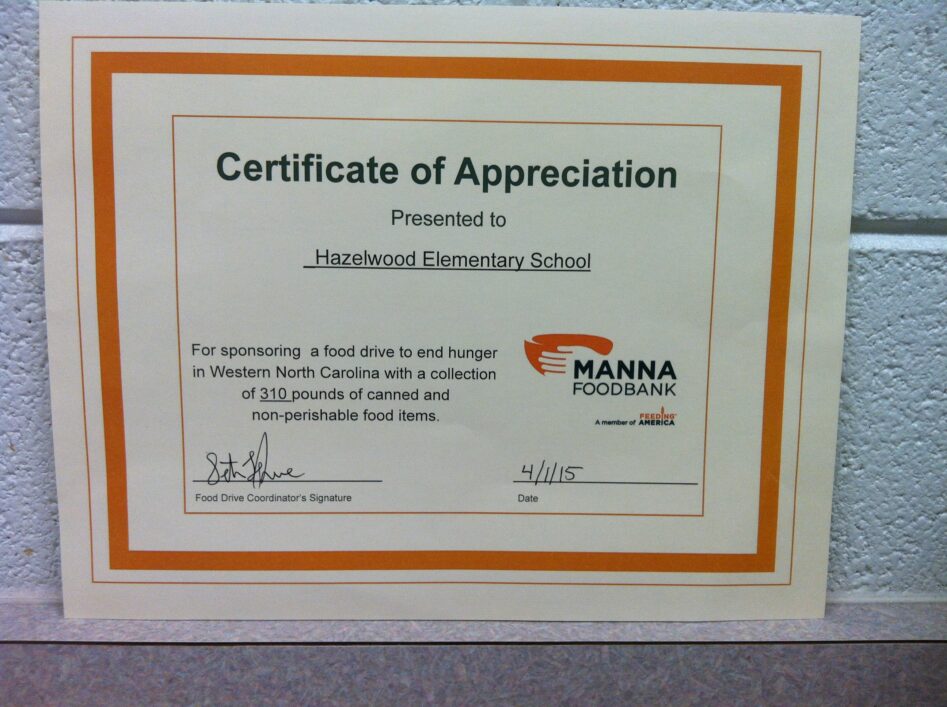 Certificate of Appreciation
Presented to
_Hazelwood Elementary School
For sponsoring a food drive to end hunger
in Western North Carolina with a collection
of 310 pounds of canned and
non-perishable food items.
MANNA
FOODBANK
A member of FEEDING AMERICA
4/1/15
Food Drive Coordinator's Signature
Date